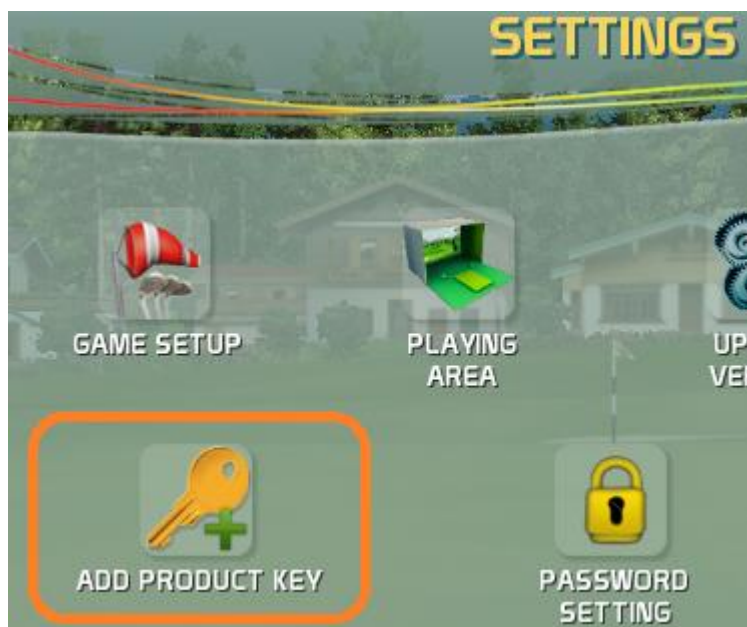 SETTINGS
GAME SETUP
PLAYING
AREA
ADD PRODUCT KEY
PASSWORD
SETTING